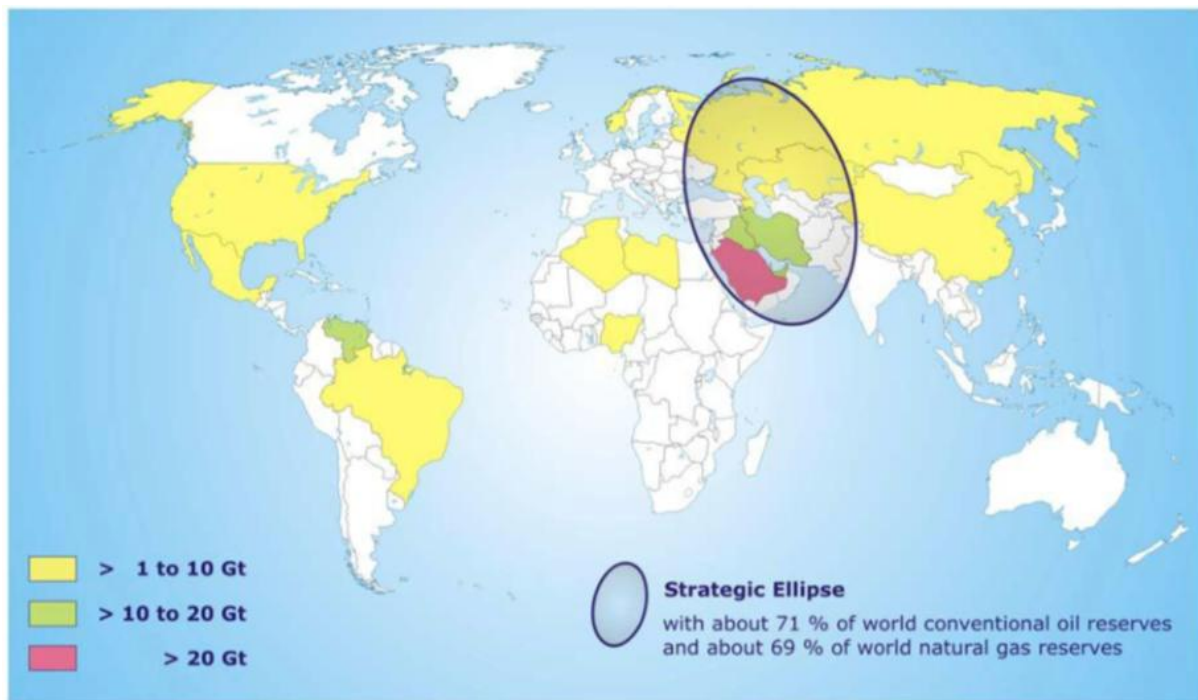 > 1 to 10 Gt
> 10 to 20 Gt
> 20 Gt
Strategic Ellipse
with about 71 % of world conventional oil reserves
and about 69 % of world natural gas reserves